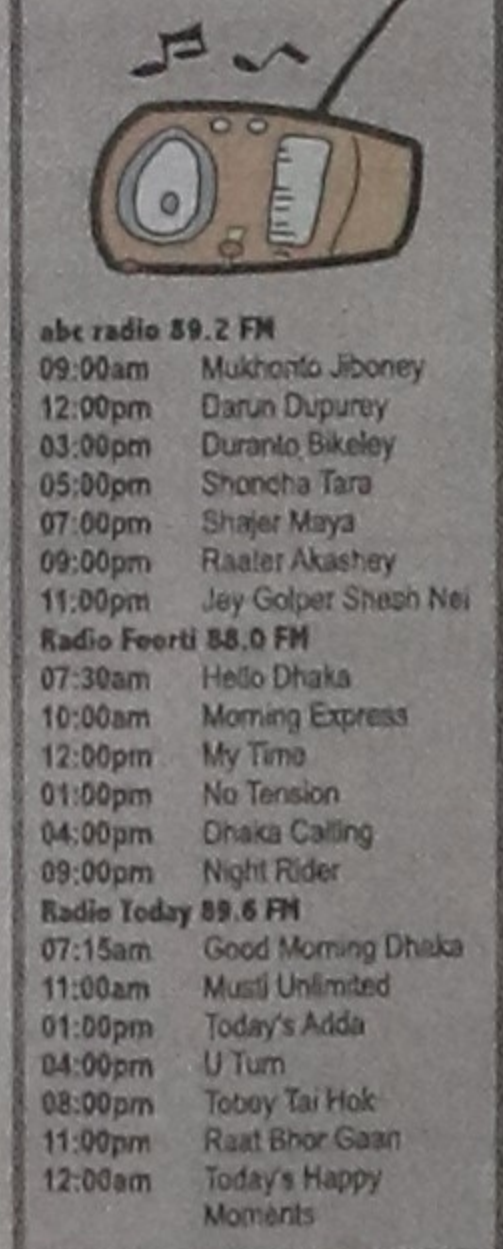 abc radio 89.2 FM
09:00am Mukhonto Jiboney
12:00pm Darun Dupurey
03:00pm Duranto Bikeley
05:00pm Shoncha Tara
07:00pm Shajer Maya
09:00pm Raater Akashey
11:00pm Jey Golper Shesh Nei
Radio Foorti 88.0 FM
07:30am Hello Dhaka
10:00am Morning Express
12:00pm My Time
01:00pm No Tension
04:00pm Dhaka Calling
09:00pm Night Rider
Radio Today 89.6 FM
07:15am Good Morning Dhaka
11:00am Musti Unlimited
01:00pm Today's Adda
04:00pm U Turn
08:00pm Tobey Tai Hok
11:00pm Raat Bhor Gaan
12:00am Today's Happy
Moments